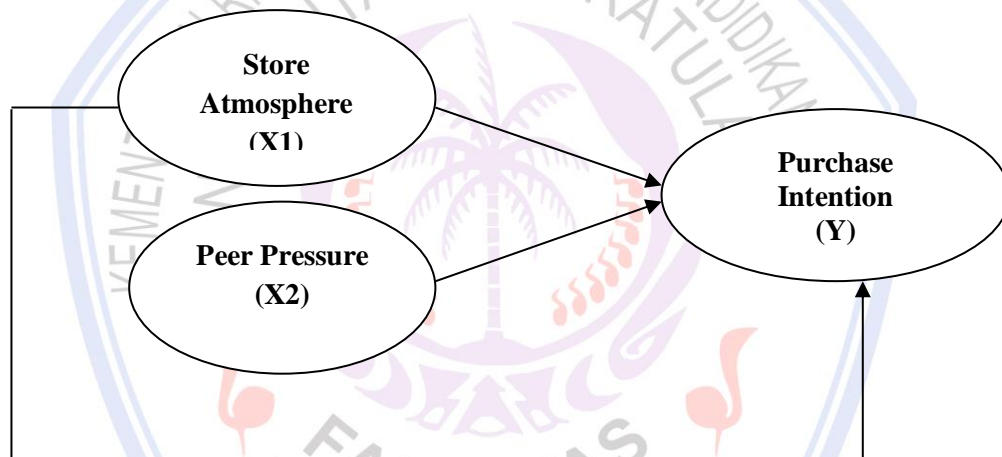 Store
Atmosphere
(X1)
Peer Pressure
(X2)
Purchase
Intention
(Y)